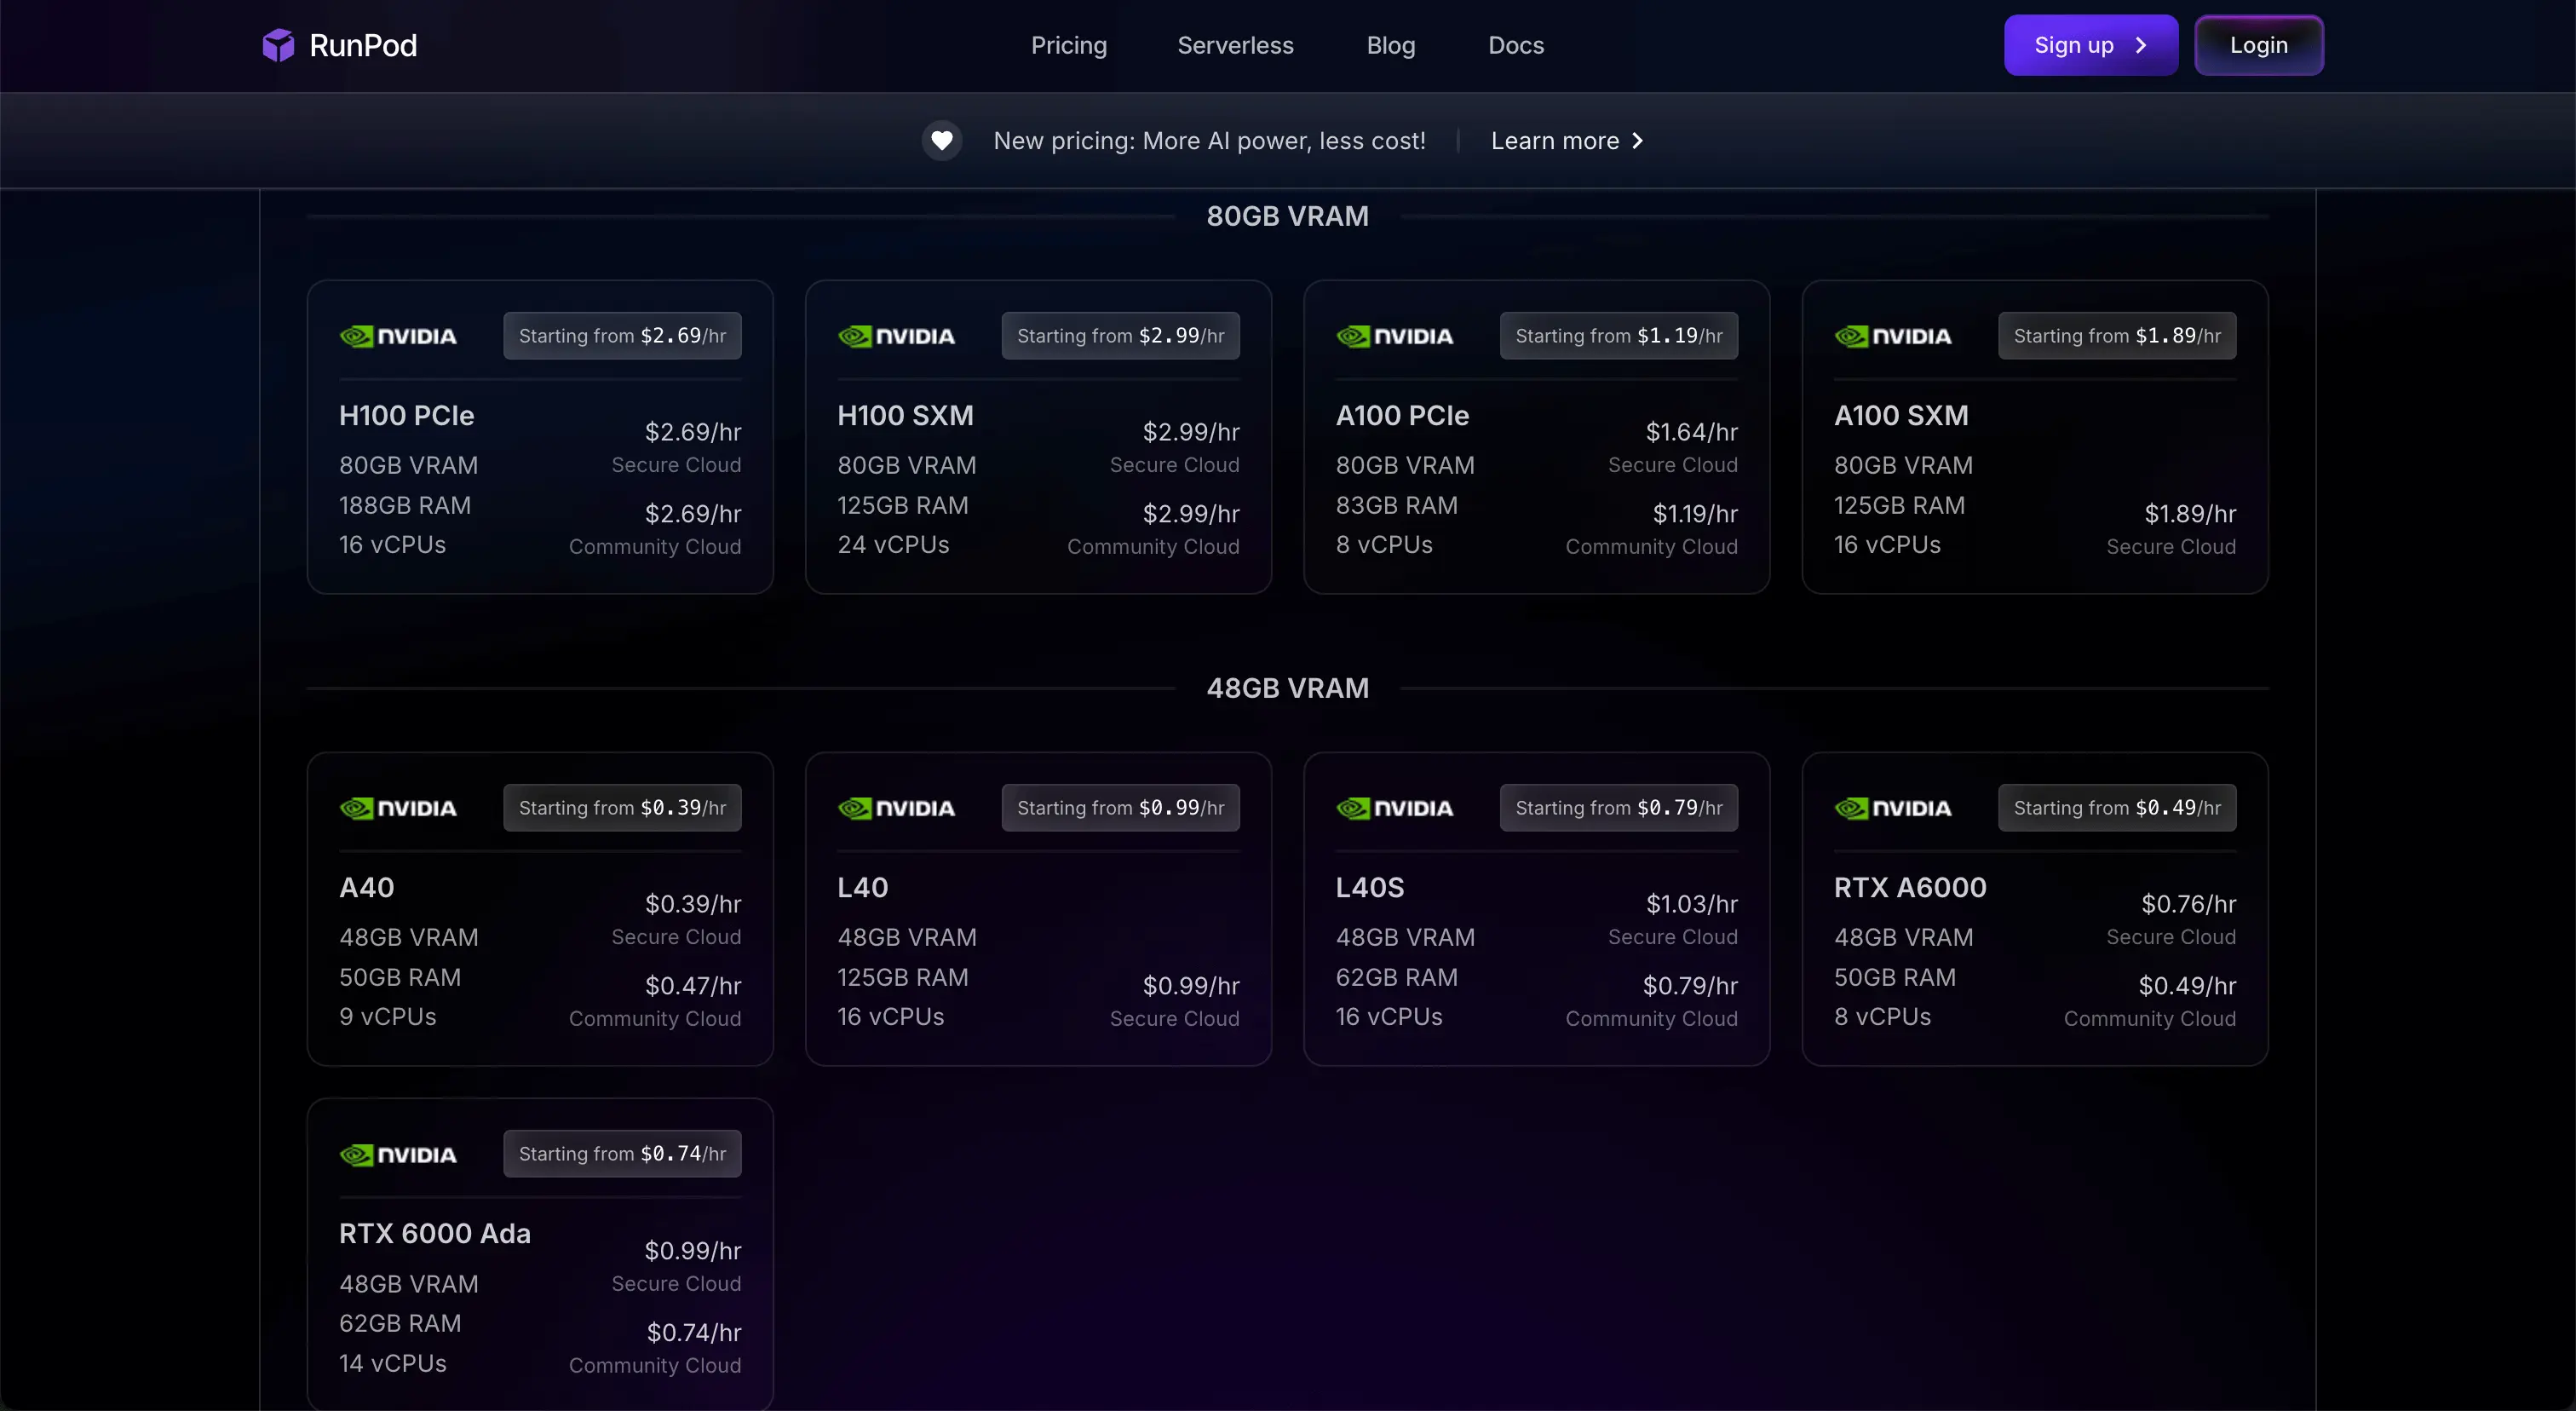 RunPod
Pricing
Serverless
Blog
Docs
Sign up
Login
New pricing: More AI power, less cost!
Learn more
80GB VRAM
NVIDIA
Starting from $2.69/hr
H100 PCIe
80GB VRAM
188GB RAM
16 vCPUs
$2.69/hr
Secure Cloud
$2.69/hr
Community Cloud
NVIDIA
Starting from $2.99/hr
H100 SXM
80GB VRAM
125GB RAM
24 vCPUs
$2.99/hr
Secure Cloud
$2.99/hr
Community Cloud
NVIDIA
Starting from $1.19/hr
A100 PCIe
80GB VRAM
83GB RAM
8 vCPUs
$1.64/hr
Secure Cloud
$1.19/hr
Community Cloud
NVIDIA
Starting from $1.89/hr
A100 SXM
80GB VRAM
125GB RAM
16 vCPUs
$1.89/hr
Secure Cloud
48GB VRAM
NVIDIA
Starting from $0.39/hr
A40
48GB VRAM
50GB RAM
9 vCPUs
$0.39/hr
Secure Cloud
$0.47/hr
Community Cloud
NVIDIA
Starting from $0.99/hr
L40
48GB VRAM
125GB RAM
16 vCPUs
$0.99/hr
Secure Cloud
NVIDIA
Starting from $0.79/hr
L40S
48GB VRAM
62GB RAM
16 vCPUs
$1.03/hr
Secure Cloud
$0.79/hr
Community Cloud
NVIDIA
Starting from $0.49/hr
RTX A6000
48GB VRAM
50GB RAM
8 vCPUs
$0.76/hr
Secure Cloud
$0.49/hr
Community Cloud
NVIDIA
Starting from $0.74/hr
RTX 6000 Ada
48GB VRAM
62GB RAM
14 vCPUs
$0.99/hr
Secure Cloud
$0.74/hr
Community Cloud